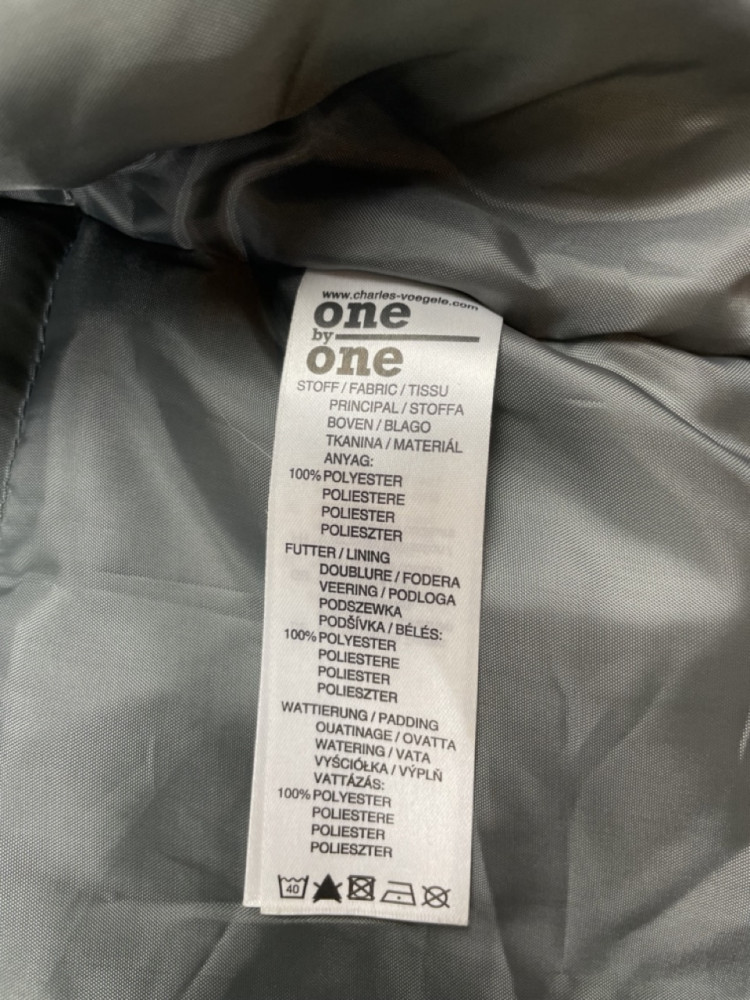 www.charles-voegele.com
one
by
one
STOFF / FABRIC / TISSU
PRINCIPAL / STOFFA
BOVEN / BLAGO
TKANINA / MATERIÁL
ANYAG:
100% POLYESTER
POLIESTERE
POLIESTER
POLIESZTER
FUTTER / LINING
DOUBLURE / FODERA
VEERING / PODLOGA
PODSZEWKA
PODŠÍVKA / BÉLÉS:
100% POLYESTER
POLIESTERE
POLIESTER
POLIESZTER
WATTIERUNG / PADDING
OUATINAGE / OVATTA
WATERING / VATA
VYŚCIÓŁKA / VÝPLŇ
VATTÁZÁS:
100% POLYESTER
POLIESTERE
POLIESTER
POLIESZTER
40